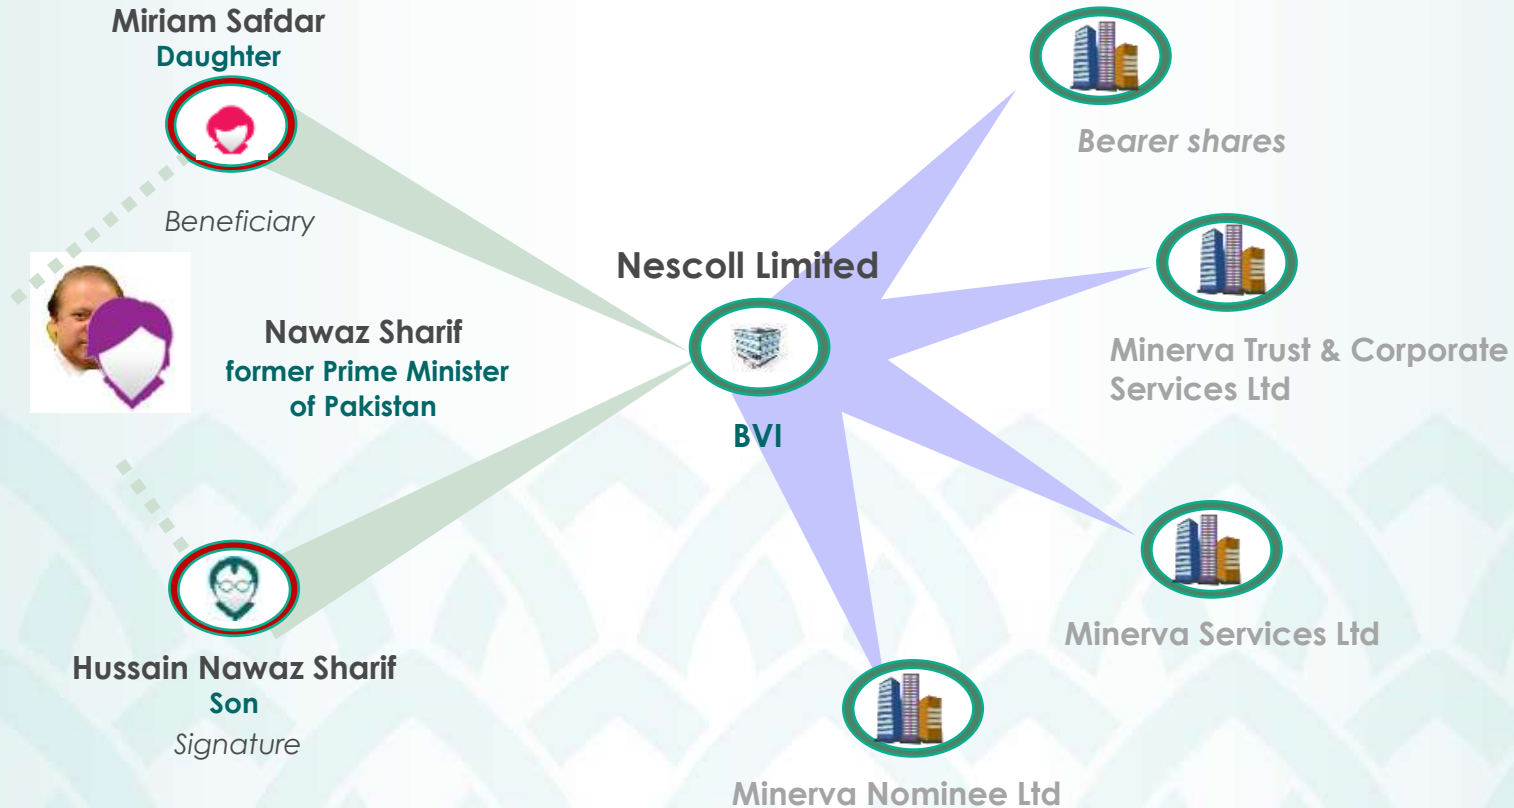 Miriam Safdar
Daughter
Beneficiary
Nawaz Sharif
former Prime Minister
of Pakistan
Hussain Nawaz Sharif
Son
Signature
Nescoll Limited
BVI
Bearer shares
Minerva Trust & Corporate
Services Ltd
Minerva Services Ltd
Minerva Nominee Ltd